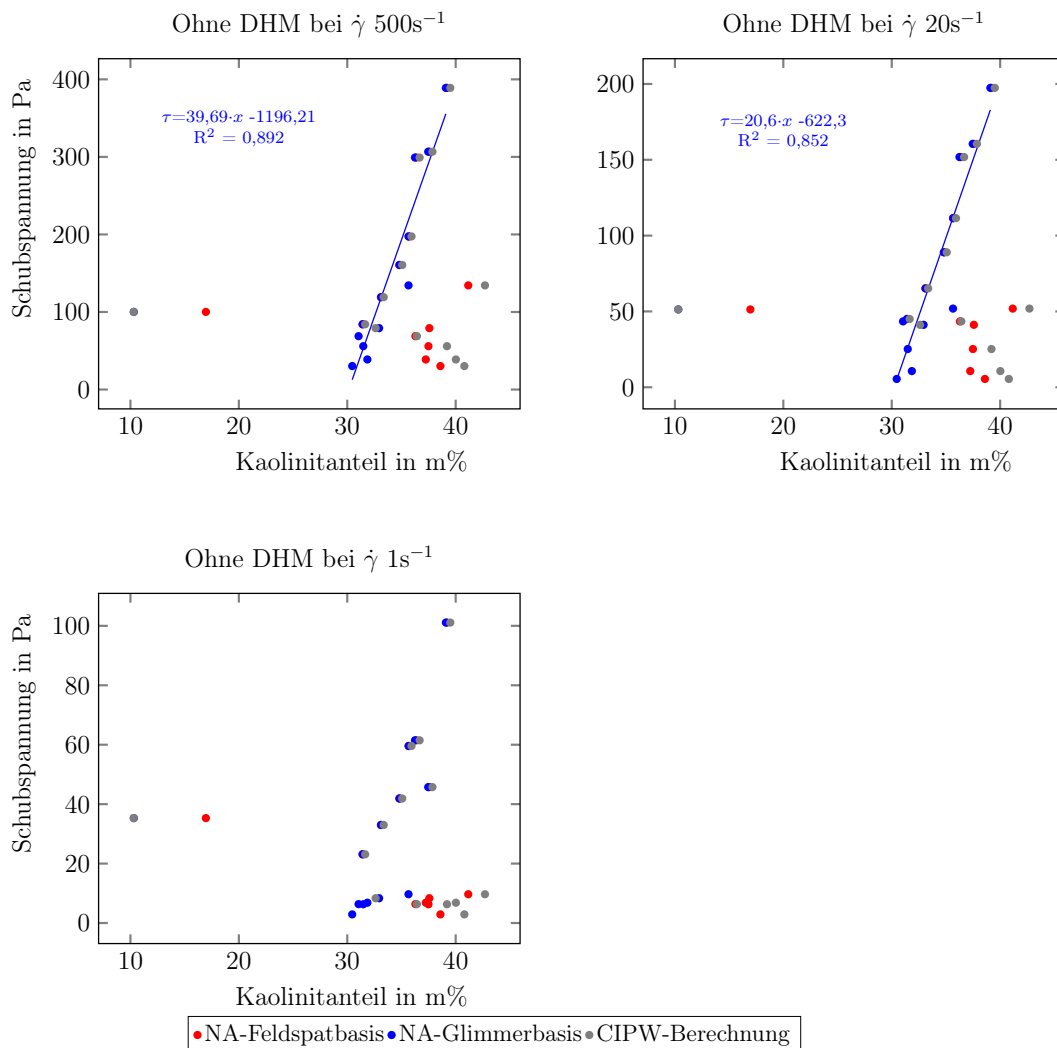 Ohne DHM bei γ̇ 500s⁻¹
Schubspannung in Pa
400
300
200
100
0
τ=39,69·x -1196,21
R² = 0,892
10 20 30 40
Kaolinitanteil in m%
Ohne DHM bei γ̇ 20s⁻¹
200
150
100
50
0
τ=20,6·x -622,3
R² = 0,852
10 20 30 40
Kaolinitanteil in m%
Ohne DHM bei γ̇ 1s⁻¹
Schubspannung in Pa
100
80
60
40
20
0
10 20 30 40
Kaolinitanteil in m%
NA-Feldspatbasis NA-Glimmerbasis CIPW-Berechnung